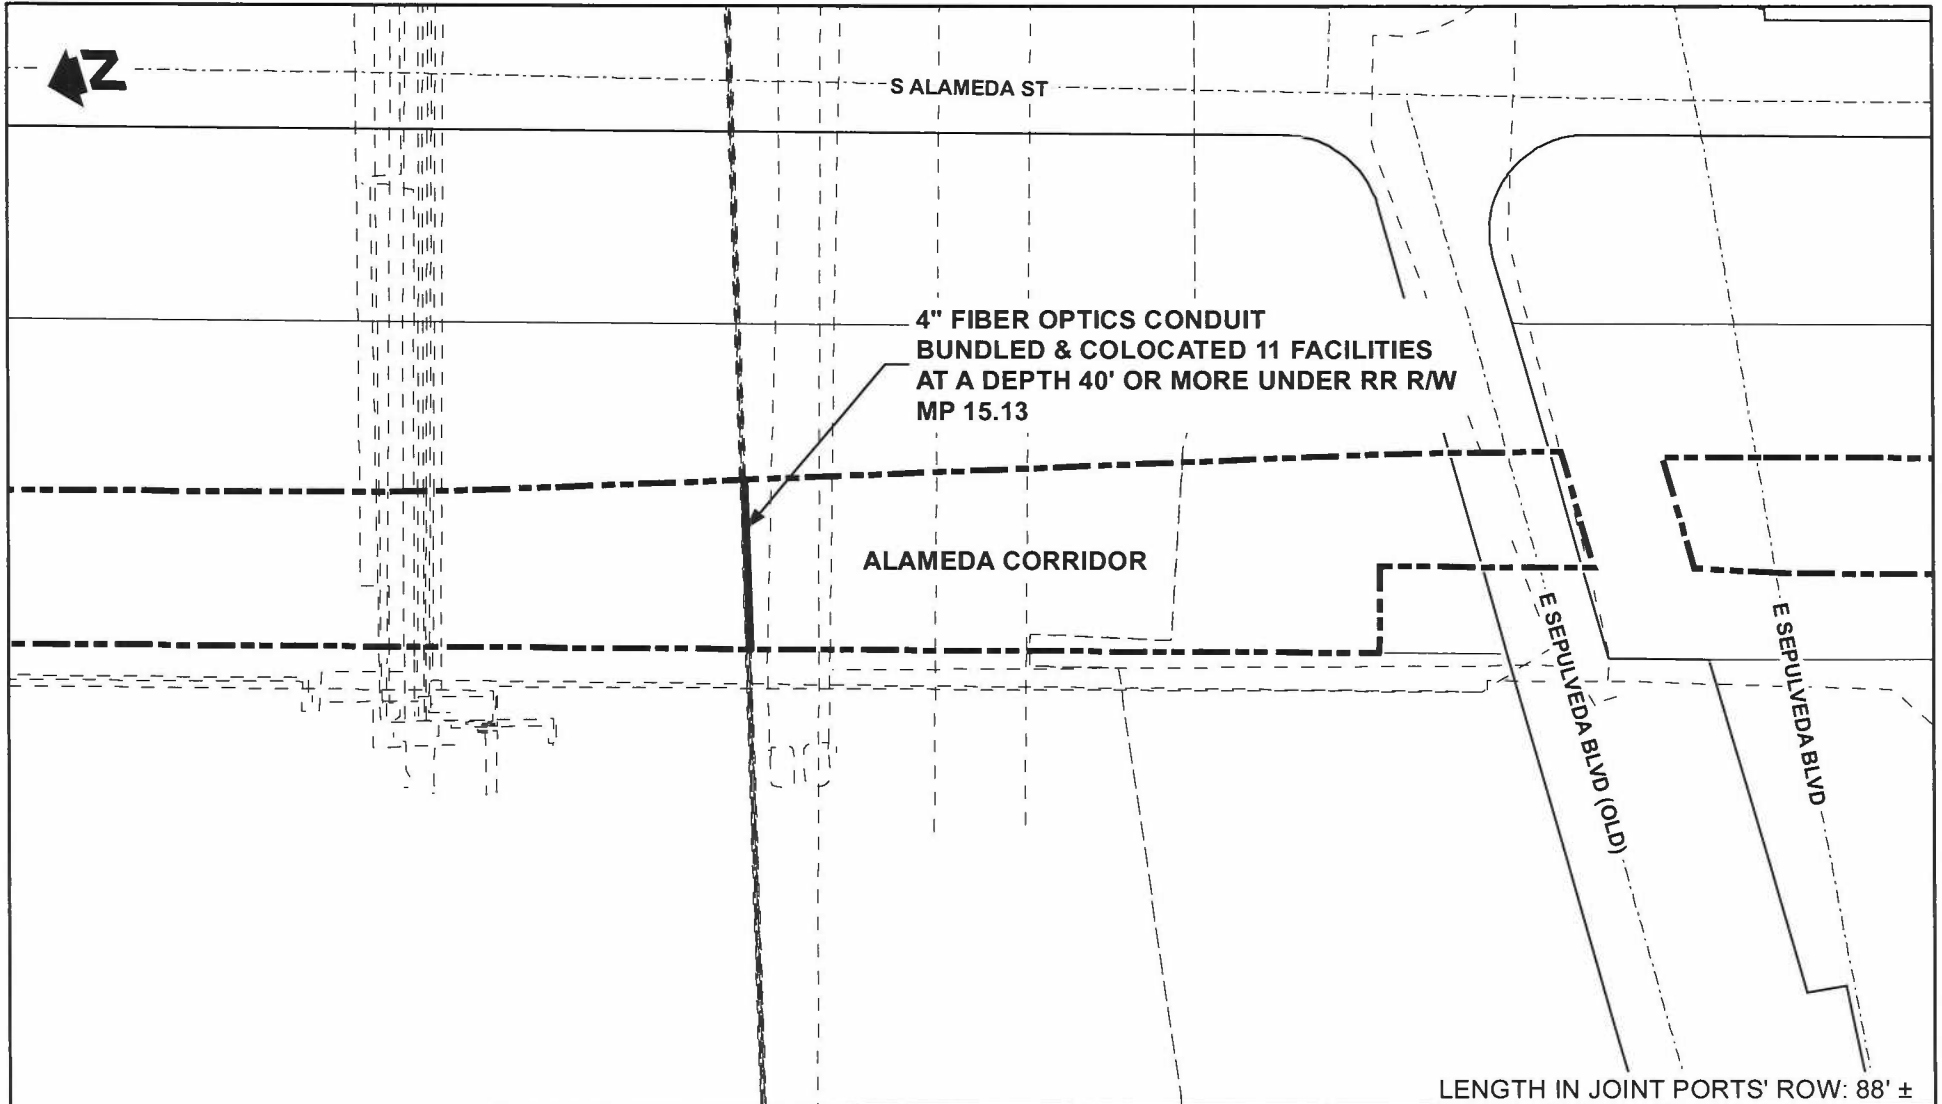 N
S ALAMEDA ST
4" FIBER OPTICS CONDUIT
BUNDLED & COLOCATED 11 FACILITIES
AT A DEPTH 40' OR MORE UNDER RR R/W
MP 15.13
ALAMEDA CORRIDOR
E SEPULVEDA BLVD (OLD)
E SEPULVEDA BLVD
LENGTH IN JOINT PORTS' ROW: 88' ±